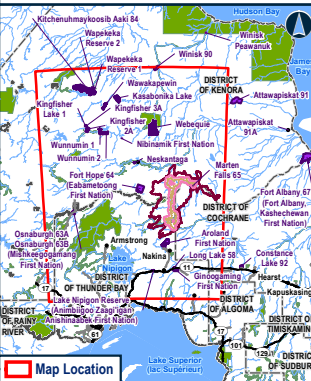 Hudson Bay
Kitchenuhmaykoosib Aaki 84
Wapekeka
Reserve 2
Winisk
Peawanuk
Wapekeka
Reserve 1
Winisk 90
James
Bay
Wawakapewin
DISTRICT
OF KENORA
Kingfisher
Lake 1
Kasabonika Lake
Attawapiskat 91
Kingfisher 3A
Kingfisher
2A
Webequie
Attawapiskat
91A
Wunnumin 1
Wunnumin 2
Nibinamik First Nation
Neskantaga
Marten
Falls 65
Fort Hope 64
(Eabametoong
First Nation)
Fort Albany 67
(Fort Albany,
Kashechewan
First Nation)
DISTRICT OF
COCHRANE
Osnaburgh 63A
Osnaburgh 63B
(Mishkeegogamang
First Nation)
Armstrong
Aroland
First Nation
Nakina
Long Lake 58
Constance
Lake 92
Lake
Nipigon
Ginoogaming
First Nation
Hearst
11
Kapuskasing
DISTRICT
OF THUNDER BAY
17
Lake Nipigon Reserve
(Animbiigoo Zaagi'igan
Anishinaabek First Nation)
DISTRICT
OF ALGOMA
DISTRICT
OF RAINY
RIVER
DISTRICT O
TIMISKAMIN
11
17
61
17
101
129
DISTRIC
OF SUDBUR
Lake Superior
(lac Supérieur)
Map Location